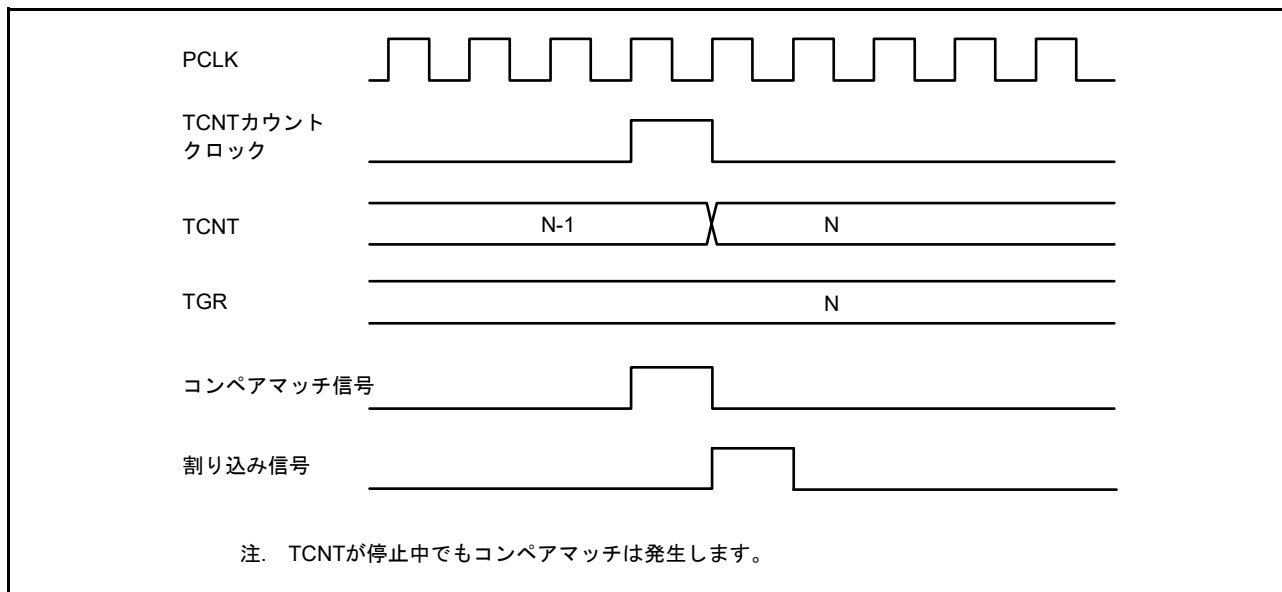 PCLK
TCNTカウント
クロック
TCNT
N-1
N
TGR
N
コンペアマッチ信号
割り込み信号
注. TCNTが停止中でもコンペアマッチは発生します。